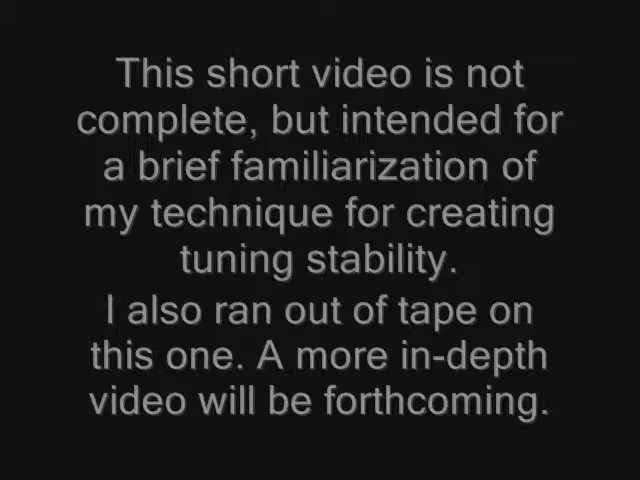 This short video is not
complete, but intended for
a brief familiarization of
my technique for creating
tuning stability.
I also ran out of tape on
this one. A more in-depth
video will be forthcoming.